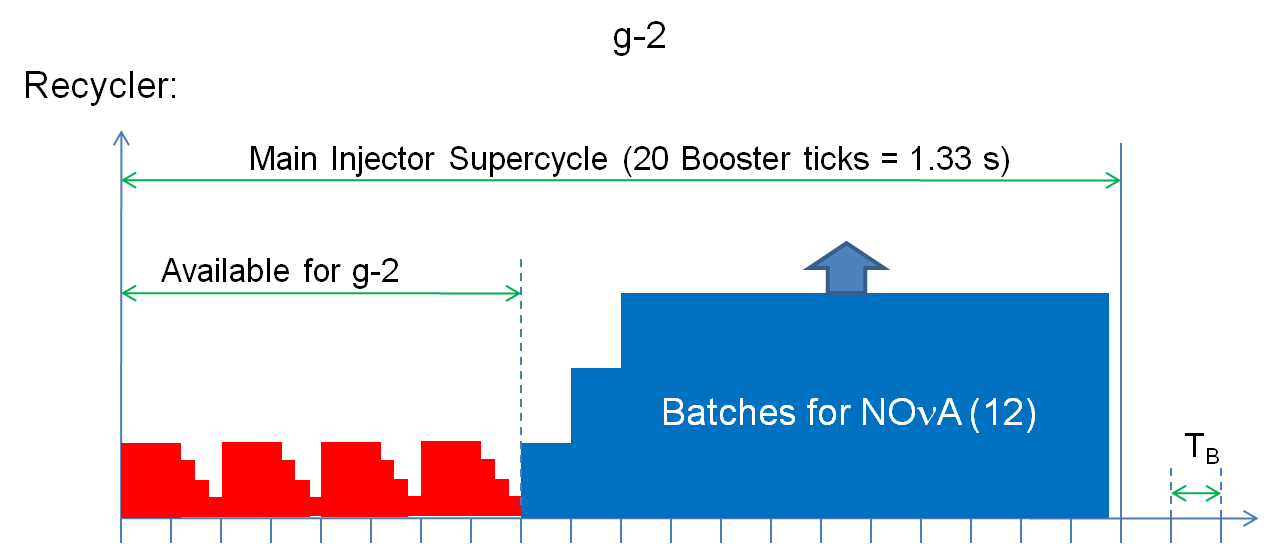 g-2
Recycler:
Main Injector Supercycle (20 Booster ticks = 1.33 s)
Available for g-2
Batches for NOνA (12)
TB